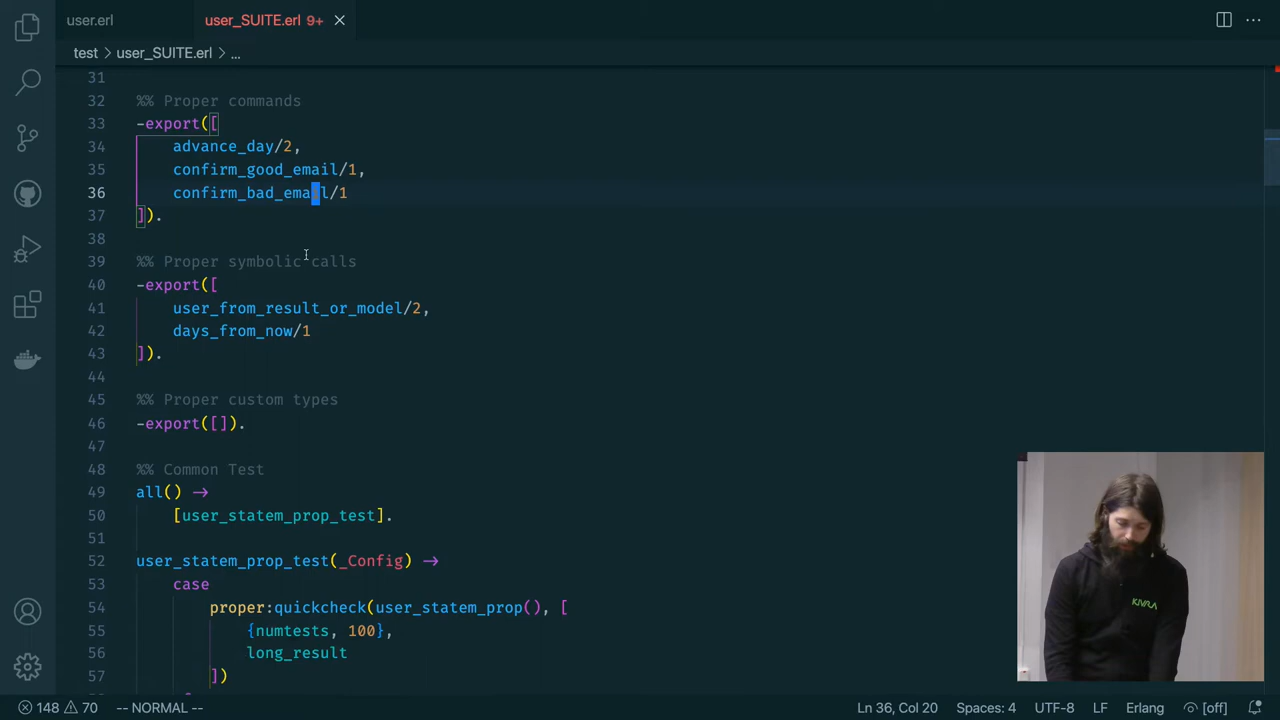 user.erl
user_SUITE.erl 9+
test > user_SUITE.erl > ...
31
32 %% Proper commands
33 -export([
34 advance_day/2,
35 confirm_good_email/1,
36 confirm_bad_email/1
37 ]).
38
39 %% Proper symbolic calls
40 -export([
41 user_from_result_or_model/2,
42 days_from_now/1
43 ]).
44
45 %% Proper custom types
46 -export([]).
47
48 %% Common Test
49 all() ->
50 [user_statem_prop_test].
51
52 user_statem_prop_test(_Config) ->
53 case
54 proper:quickcheck(user_statem_prop(), [
55 {numtests, 100},
56 long_result
57 ])
KIVRA
148 70 -- NORMAL -- Ln 36, Col 20 Spaces: 4 UTF-8 LF Erlang [off]